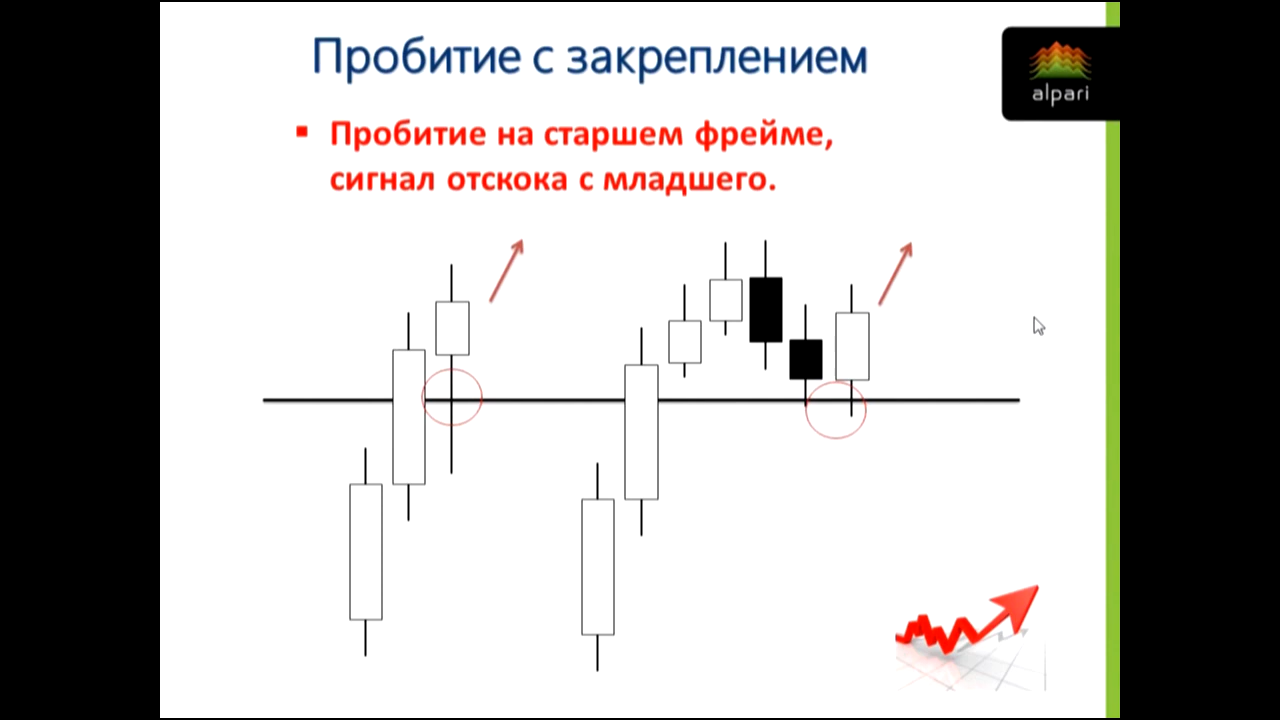 Пробитие с закреплением
alpari
▪ Пробитие на старшем фрейме,
сигнал отскока с младшего.